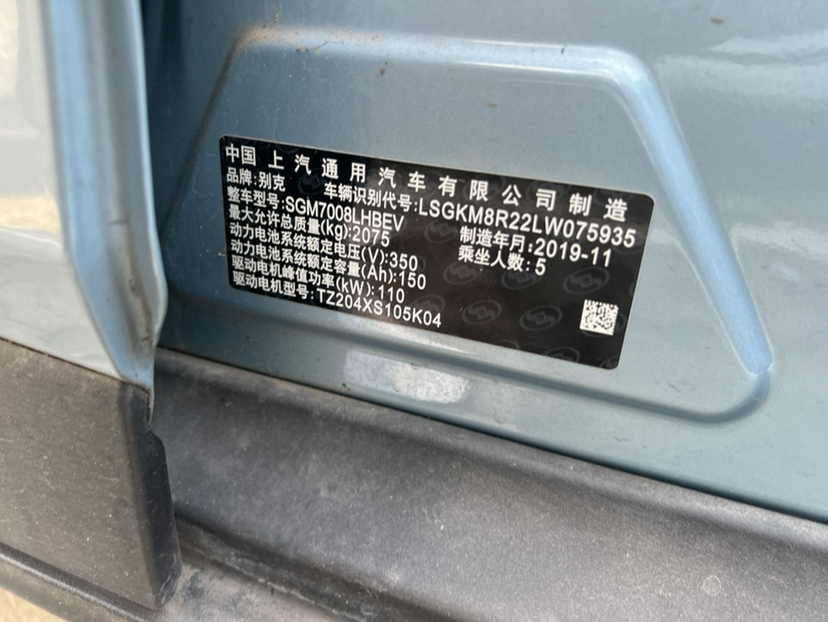 中国 上汽通用汽车有限公司制造
品牌:别克 车辆识别代号:LSGKM8R22LW075935
整车型号:SGM7008LHBEV 制造年月:2019-11
最大允许总质量(kg):2075 乘坐人数:5
动力电池系统额定电压(V):350
动力电池系统额定容量(Ah):150
驱动电机峰值功率(kW):110
驱动电机型号:TZ204XS105K04